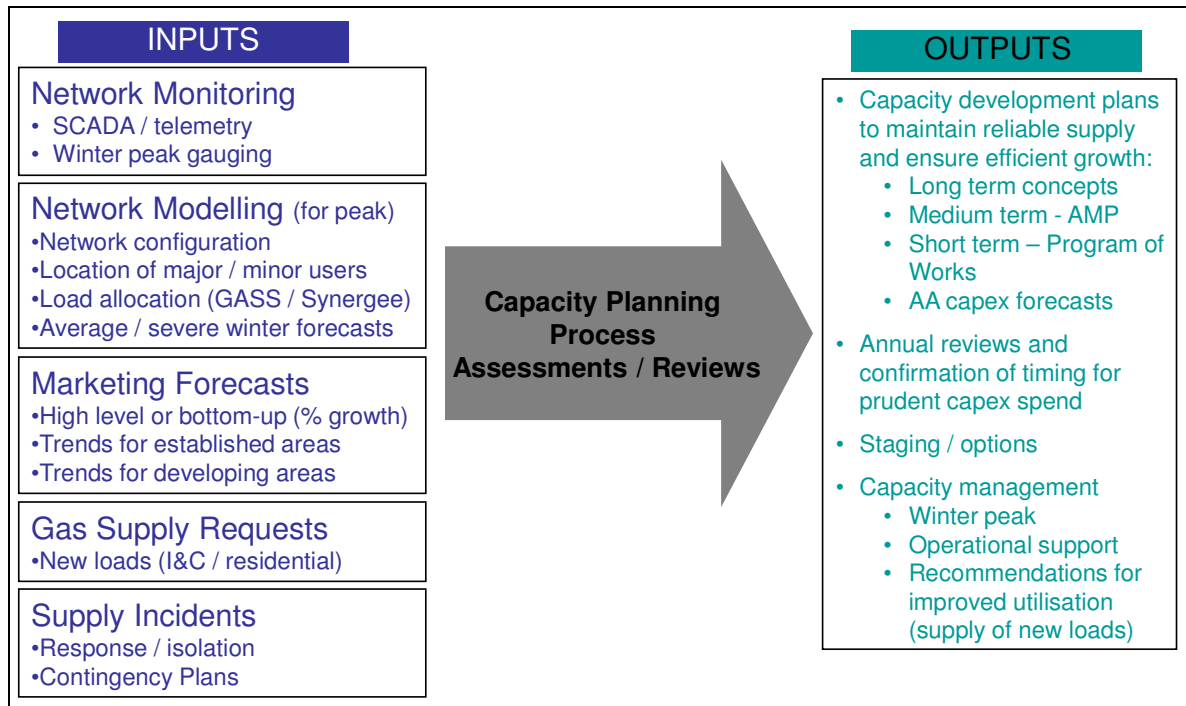 INPUTS
Network Monitoring
• SCADA / telemetry
• Winter peak gauging
Network Modelling (for peak)
•Network configuration
•Location of major / minor users
•Load allocation (GASS / Synergee)
•Average / severe winter forecasts
Marketing Forecasts
•High level or bottom-up (% growth)
•Trends for established areas
•Trends for developing areas
Gas Supply Requests
•New loads (I&C / residential)
Supply Incidents
•Response / isolation
•Contingency Plans
Capacity Planning
Process
Assessments / Reviews
OUTPUTS
• Capacity development plans
to maintain reliable supply
and ensure efficient growth:
• Long term concepts
• Medium term - AMP
• Short term – Program of
Works
• AA capex forecasts
• Annual reviews and
confirmation of timing for
prudent capex spend
• Staging / options
• Capacity management
• Winter peak
• Operational support
• Recommendations for
improved utilisation
(supply of new loads)